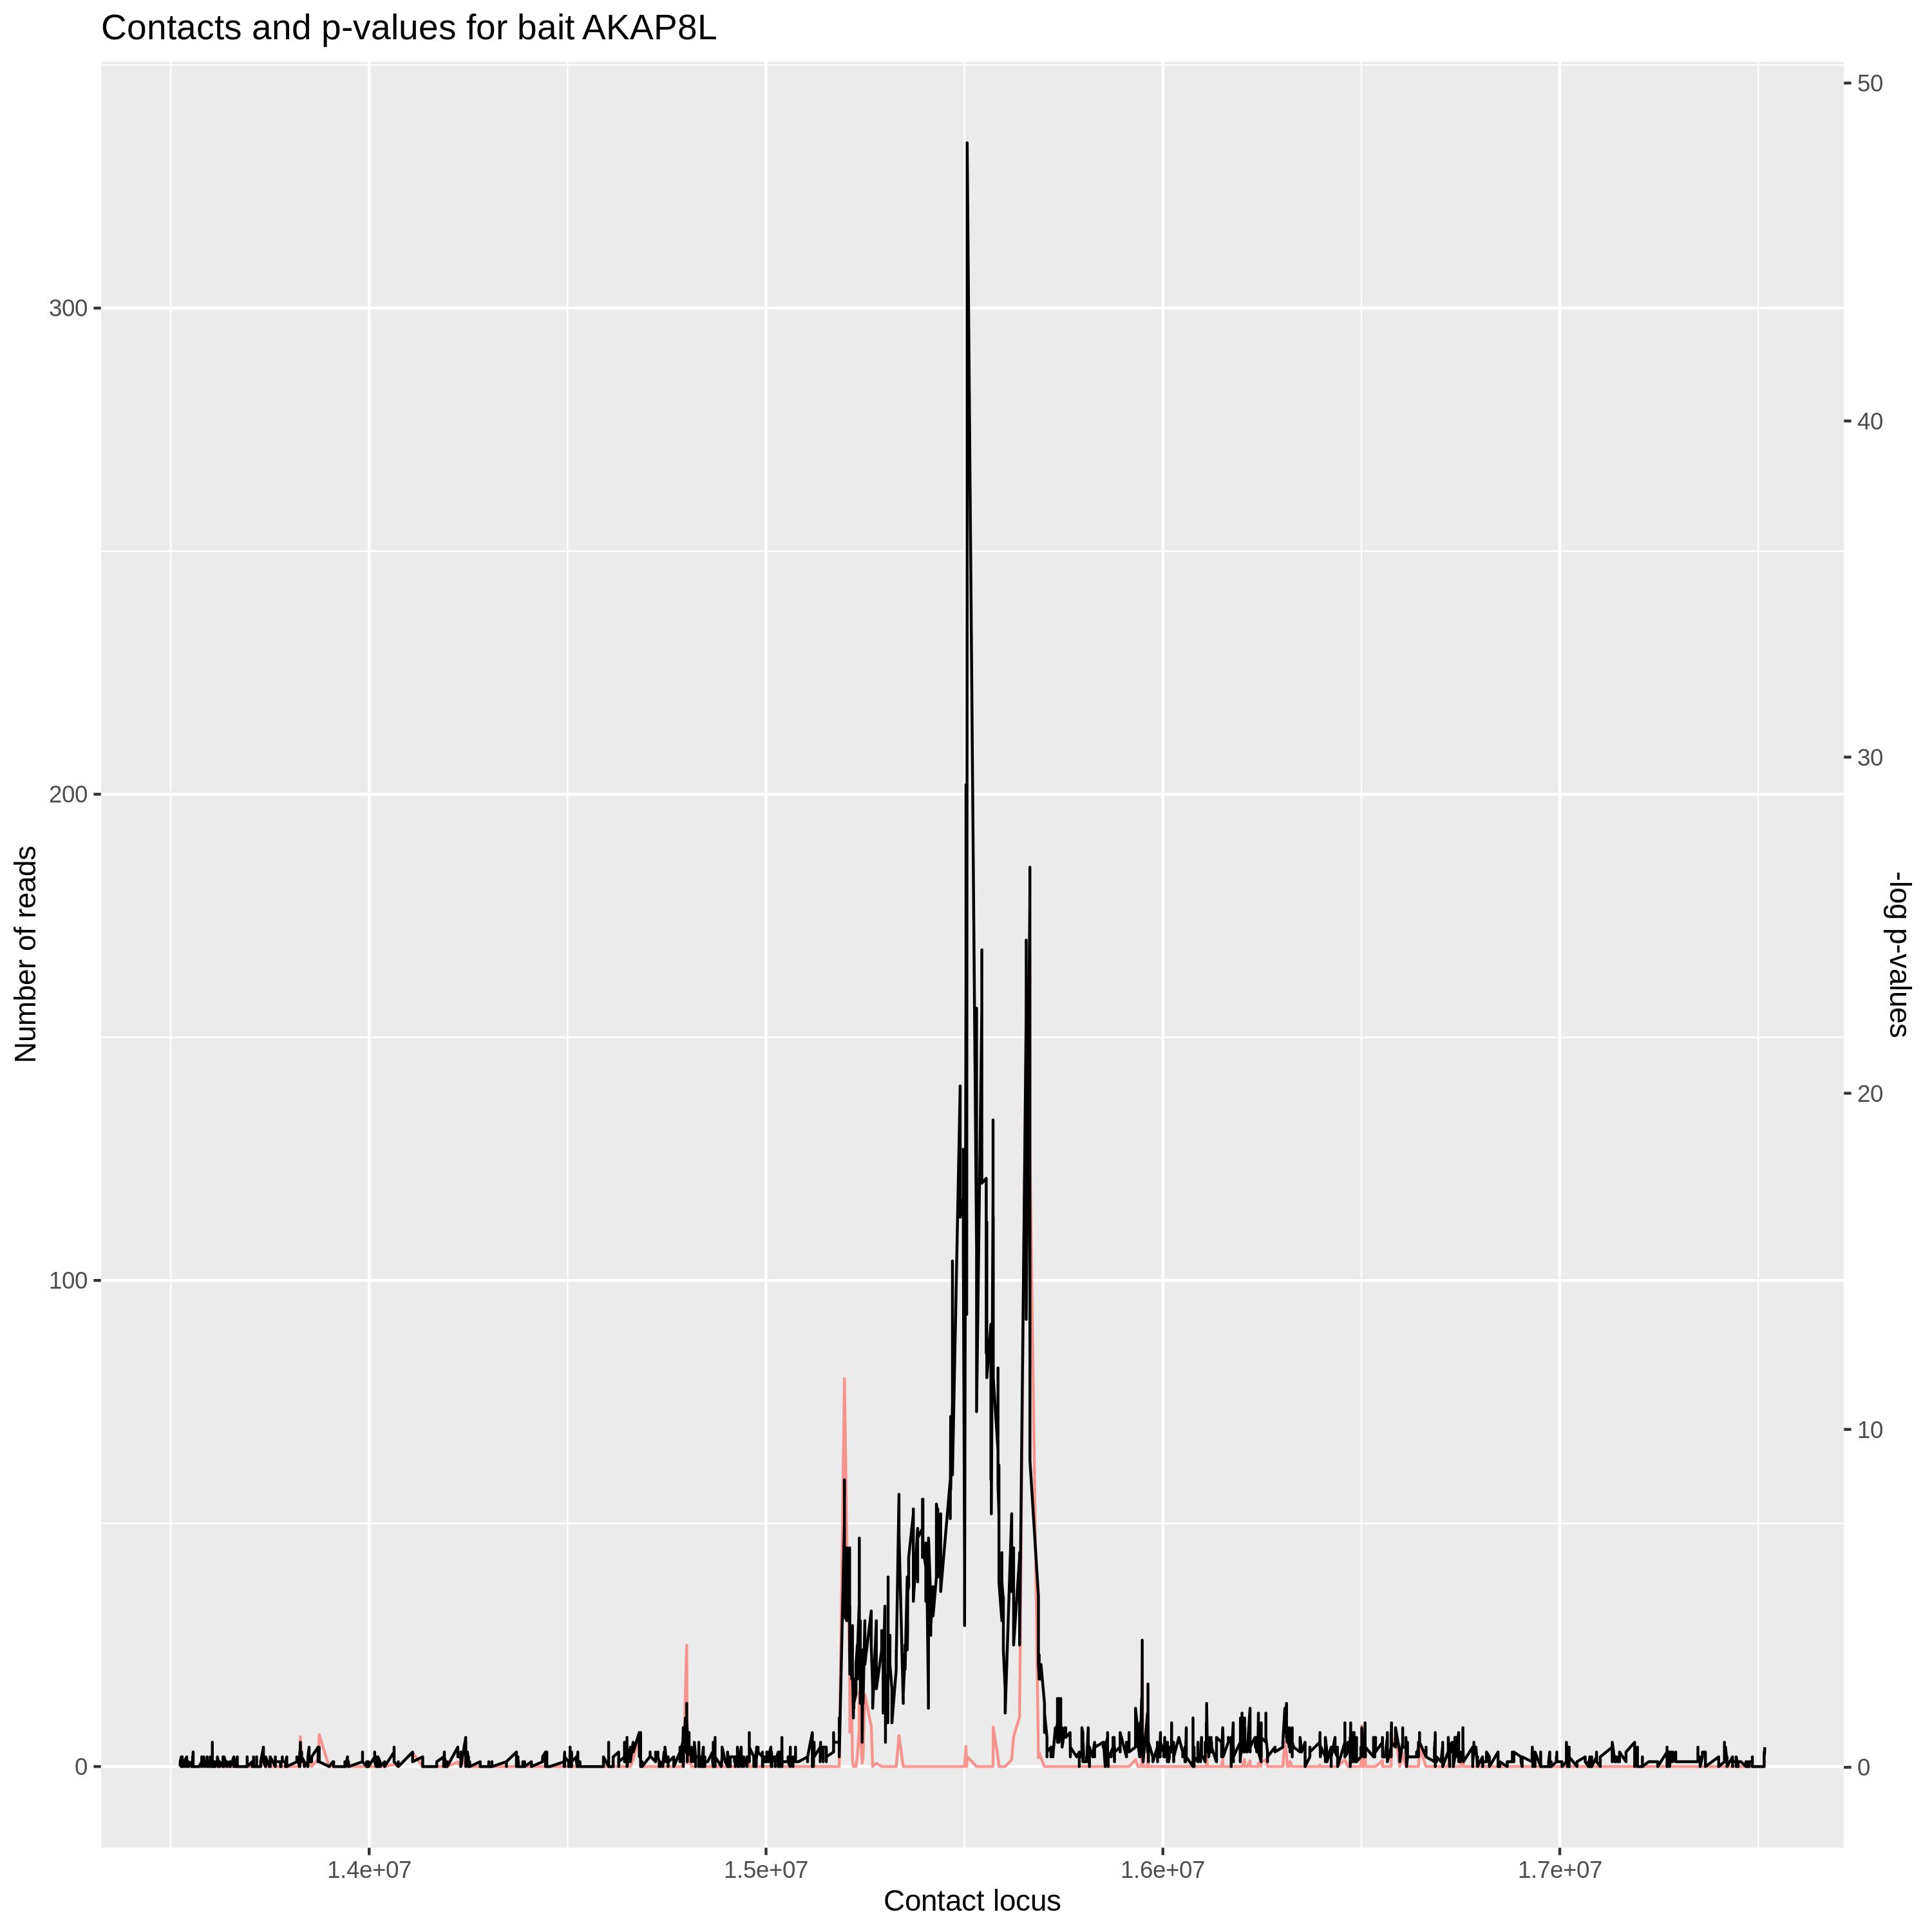 Contacts and p-values for bait AKAP8L
300
200
100
0
Number of reads
50
40
30
20
10
0
-log p-values
1.4e+07
1.5e+07
1.6e+07
1.7e+07
Contact locus